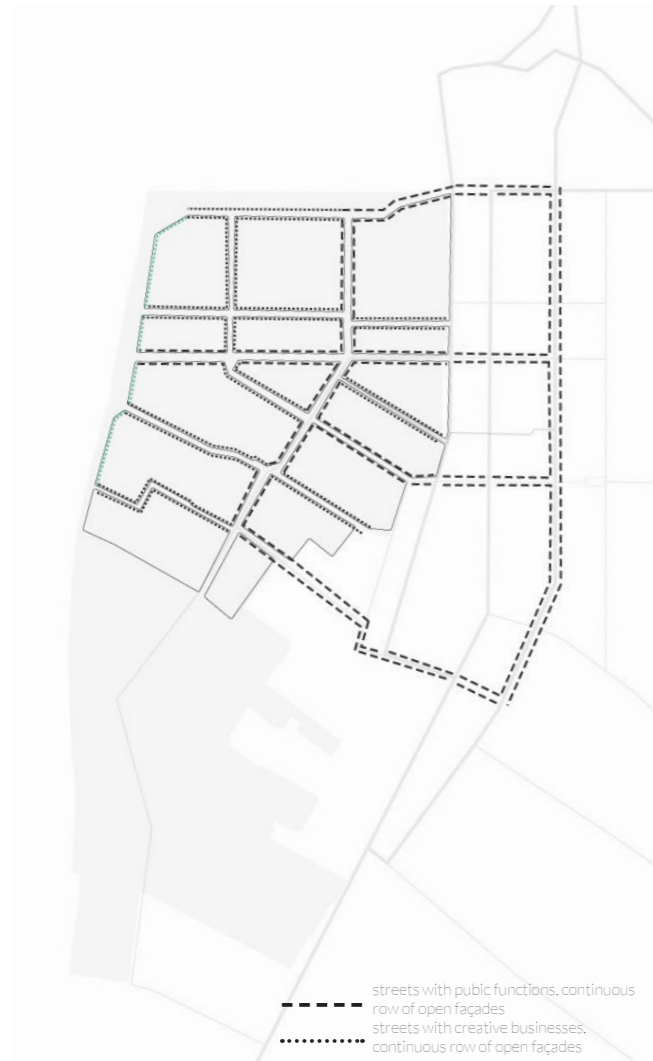 streets with pubic functions, continuous
row of open façades
streets with creative businesses,
continuous row of open façades